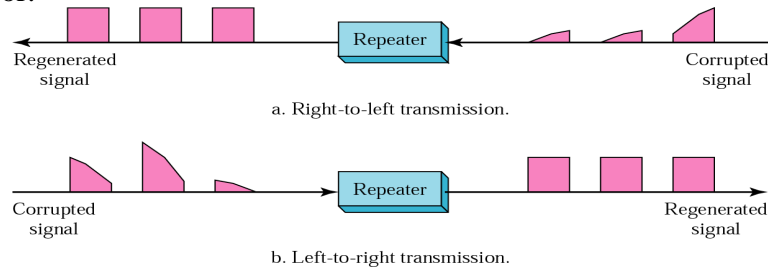 Repeater
Regenerated
signal
Corrupted
signal
a. Right-to-left transmission.
Repeater
Corrupted
signal
Regenerated
signal
b. Left-to-right transmission.